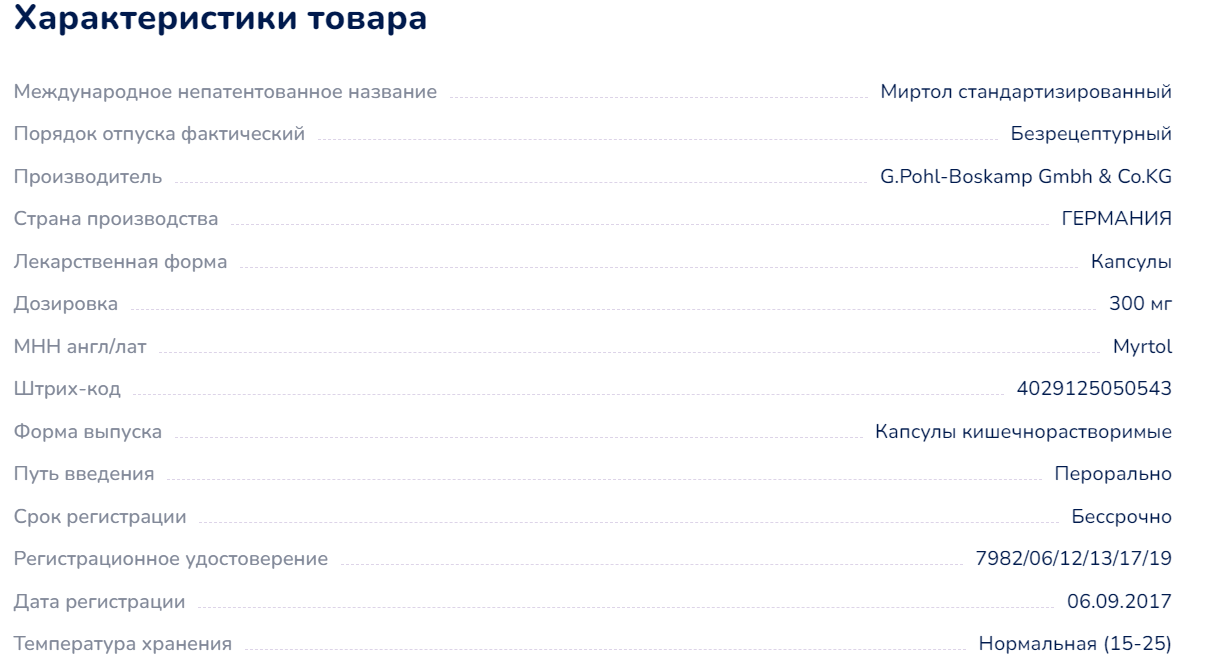 Характеристики товара
Международное непатентованное название Миртол стандартизированный
Порядок отпуска фактический Безрецептурный
Производитель G.Pohl-Boskamp Gmbh & Co.KG
Страна производства ГЕРМАНИЯ
Лекарственная форма Капсулы
Дозировка 300 мг
МНН англ/лат Myrtol
Штрих-код 4029125050543
Форма выпуска Капсулы кишечнорастворимые
Путь введения Перорально
Срок регистрации Бессрочно
Регистрационное удостоверение 7982/06/12/13/17/19
Дата регистрации 06.09.2017
Температура хранения Нормальная (15-25)